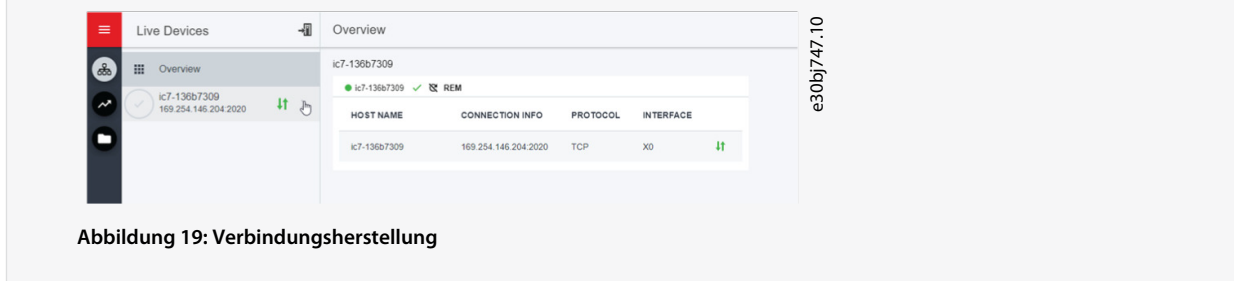 Live Devices
Overview
Overview
ic7-136b7309
169.254.146.204:2020
ic7-136b7309
ic7-136b7309 REM
HOST NAME CONNECTION INFO PROTOCOL INTERFACE
ic7-136b7309 169.254.146.204:2020 TCP X0
e30bj747.10
Abbildung 19: Verbindungsherstellung